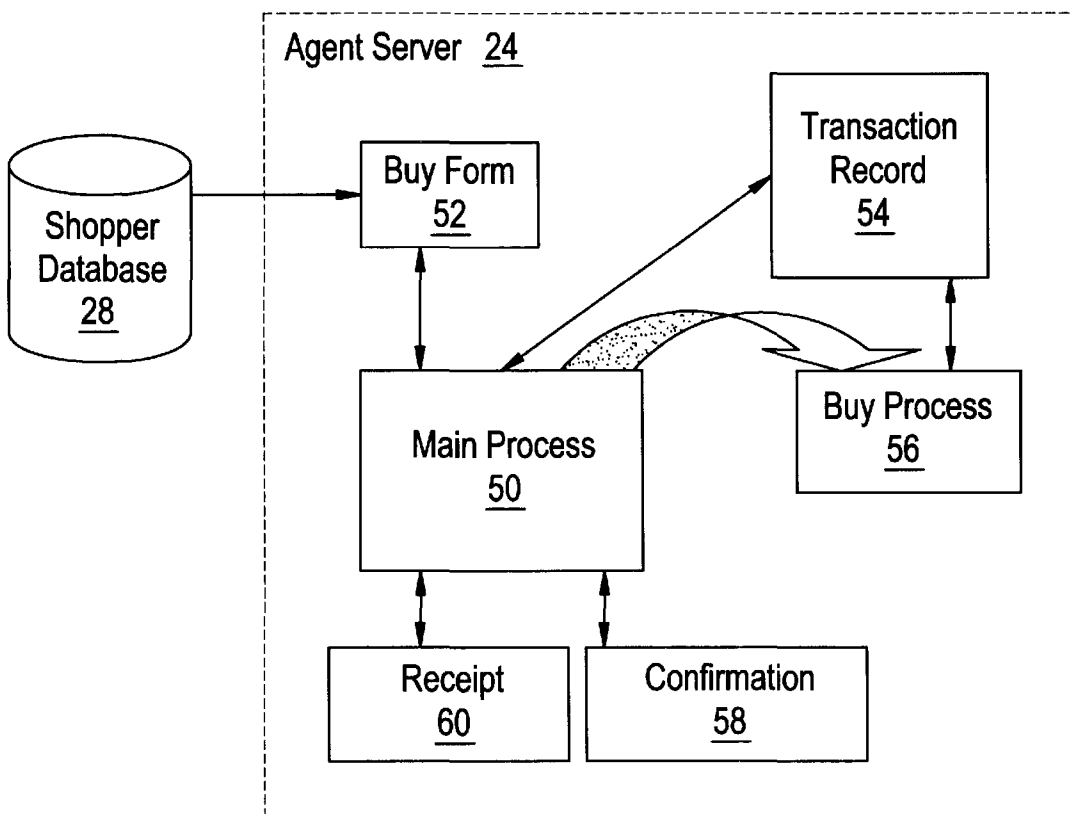 Agent Server 24
Shopper
Database
28
Buy Form
52
Transaction
Record
54
Main Process
50
Buy Process
56
Receipt
60
Confirmation
58